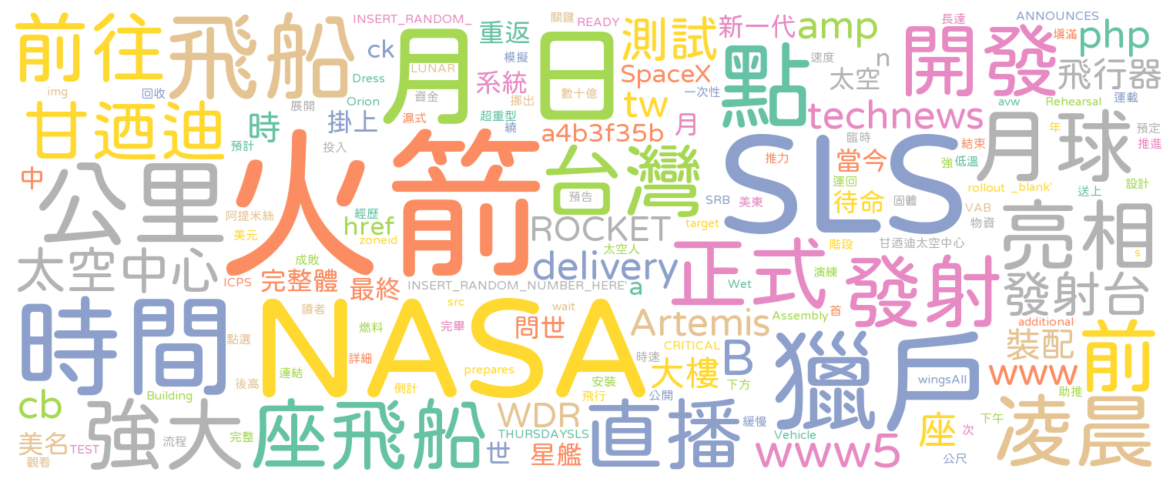 前往
飛船
月
日
測試
新一代
amp
開發
php
INSERT_RANDOM_
關鍵
READY
長達
ANNOUNCES
塡滿
重返
模擬
LUNAR
ck
系統
SpaceX
點
速度
太空
n
飛行器
img
回收
Dress
Orion
資金
展開
數十億
挪出
一次性
tw
technews
avw
Rehearsal
運載
甘迺迪
時
掛上
濕式
超重型
繞
a4b3f35b
月
月球
年
預定
推進
預計
投入
臨時
結束
中
公里
火箭
台灣
SLS
推力
當今
強
低溫
運回
rollout
_blank'
送上
設計
預告
SRB
美東
待命
固體
VAB
物資
阿提米絲
經歷
href
美元
zoneid
ROCKET
target
亮相
太空人
階段
甘迺迪太空中心
太空中心
成敗
ICPS
完整體
最終
delivery
正式
發射
演練
s
INSERT_RANDOM_NUMBER_HERE'
a
Wet
發射台
讀者
src
wait
Assembly
首
時間
NASA
燃料
完畢
問世
Artemis
additional
點選
詳細
連結
時速
CRITICAL
B
獵戶
裝配
前
prepares
大樓
下方
wingsAll
www
後高
倒計
安裝
飛行
公開
Building
助推
cb
強大
座飛船
WDR
直播
緩慢
座
次
下午
凌晨
美名
TEST
流程
完整
THURSDAYSLS
世
星艦
www5
Vehicle
公尺
觀看